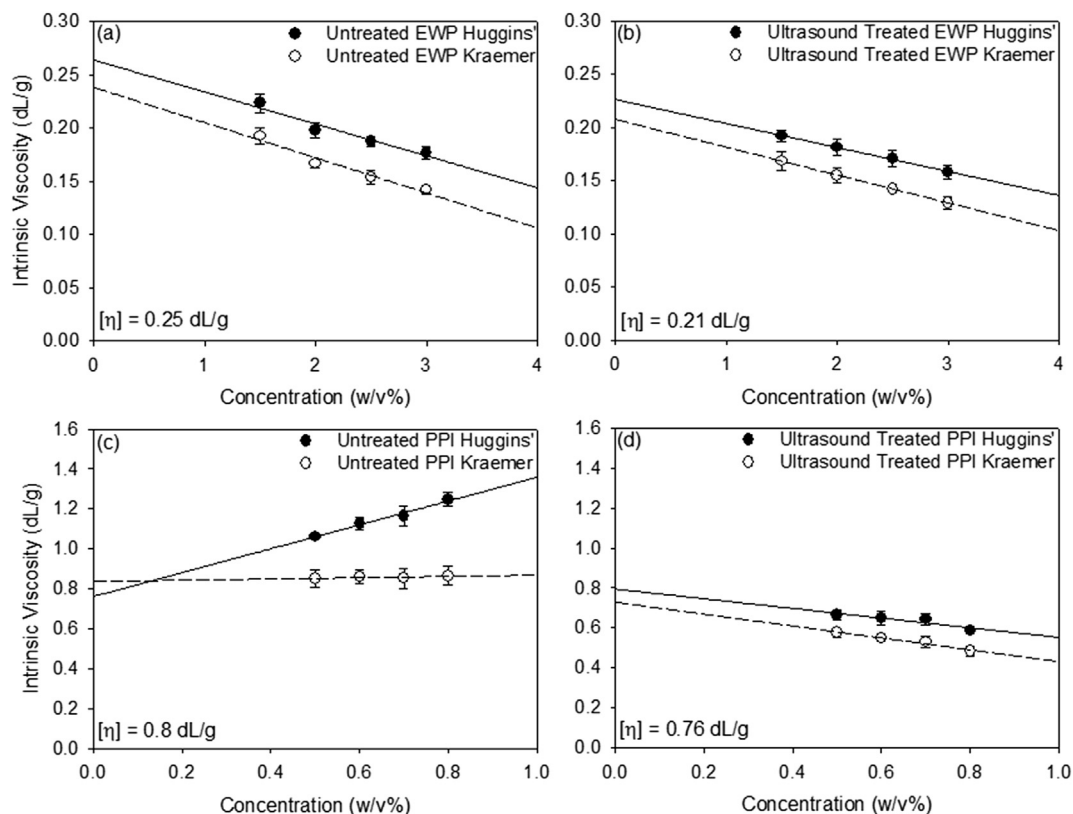 (a)
Untreated EWP Huggins'
Untreated EWP Kraemer
0.30
0.25
0.20
0.15
0.10
0.05
0.00
Intrinsic Viscosity (dL/g)
[η] = 0.25 dL/g
0 1 2 3 4
Concentration (w/v%)
(b)
Ultrasound Treated EWP Huggins'
Ultrasound Treated EWP Kraemer
0.30
0.25
0.20
0.15
0.10
0.05
0.00
[η] = 0.21 dL/g
0 1 2 3 4
Concentration (w/v%)
(c)
Untreated PPI Huggins'
Untreated PPI Kraemer
1.6
1.4
1.2
1.0
0.8
0.6
0.4
0.2
0.0
Intrinsic Viscosity (dL/g)
[η] = 0.8 dL/g
0.0 0.2 0.4 0.6 0.8 1.0
Concentration (w/v%)
(d)
Ultrasound Treated PPI Huggins'
Ultrasound Treated PPI Kraemer
1.6
1.4
1.2
1.0
0.8
0.6
0.4
0.2
0.0
[η] = 0.76 dL/g
0.0 0.2 0.4 0.6 0.8 1.0
Concentration (w/v%)